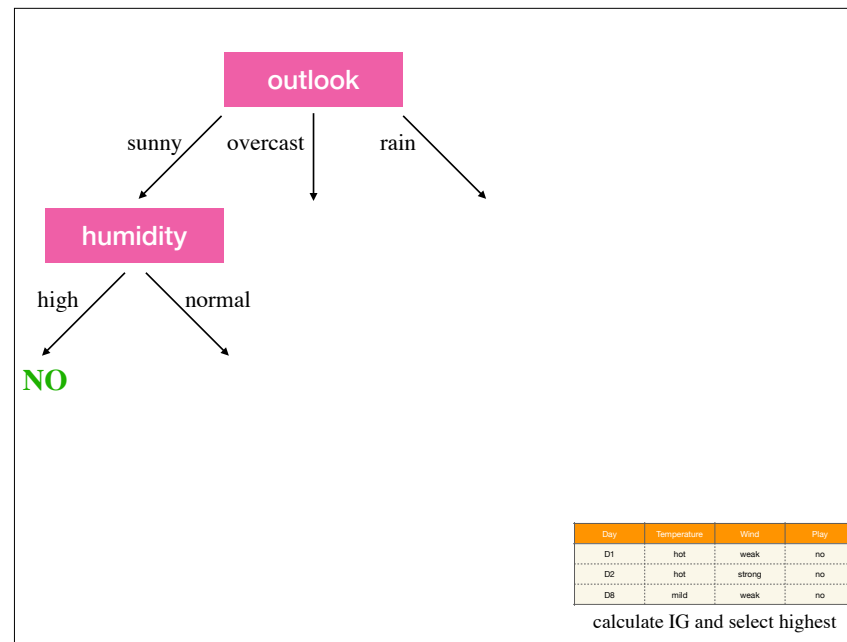 outlook
sunny overcast rain
humidity
high normal
NO
Day Temperature Wind Play
D1 hot weak no
D2 hot strong no
D8 mild weak no
calculate IG and select highest